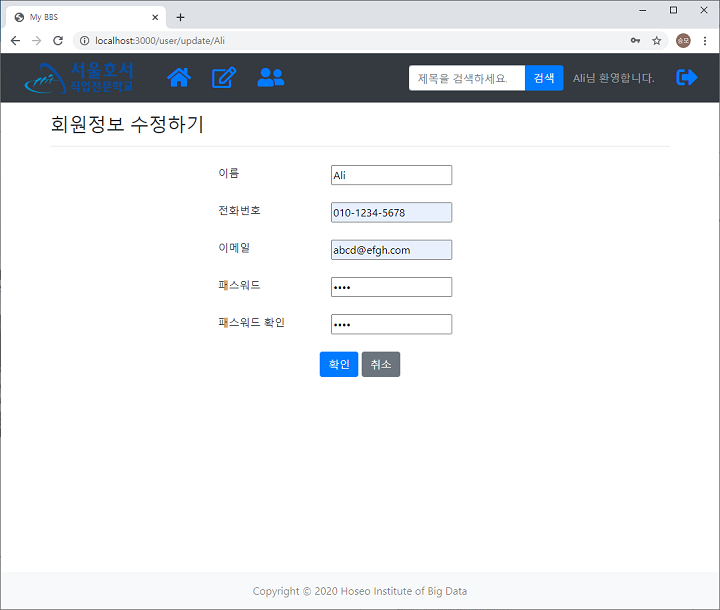 My BBS
localhost:3000/user/update/Ali
승모
서울호서
직업전문학교
제목을 검색하세요.
검색
Ali님 환영합니다.
회원정보 수정하기
이름
Ali
전화번호
010-1234-5678
이메일
abcd@efgh.com
패스워드
••••
패스워드 확인
••••
확인 취소
Copyright © 2020 Hoseo Institute of Big Data